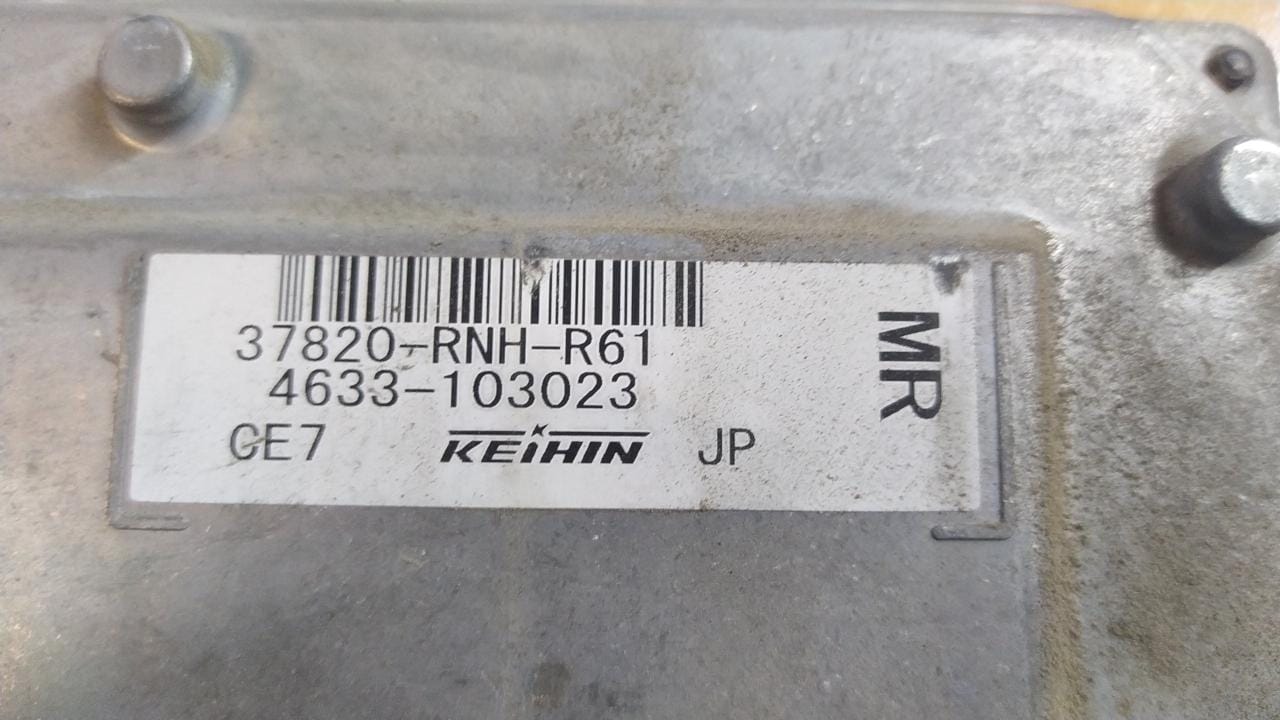 37820-RNH-R61
4633-103023
CE7 KEIHIN JP
MR